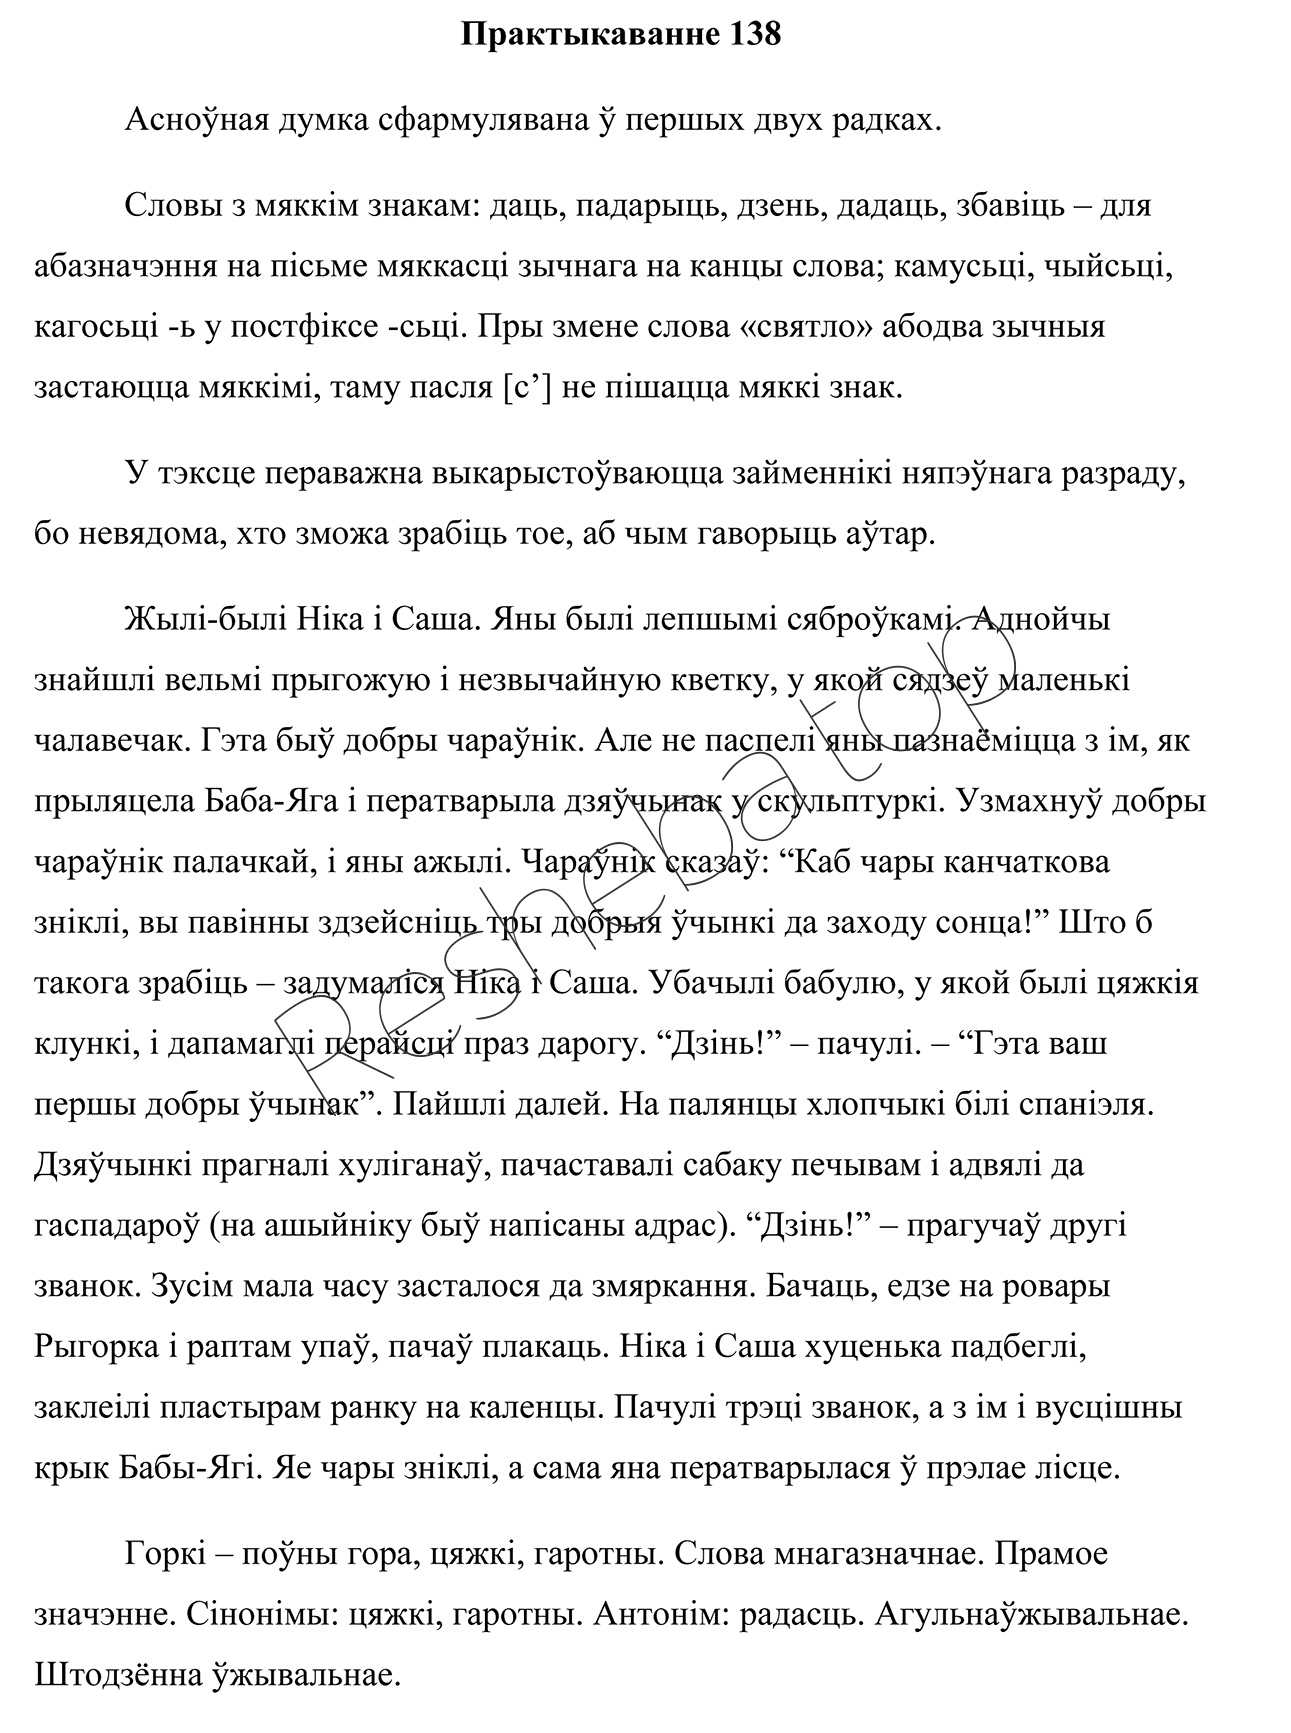 Практыкаванне 138
Асноўная думка сфармулявана ў першых двух радках.
Словы з мяккім знакам: даць, падарыць, дзень, дадаць, збавіць – для
абазначэння на пісьме мяккасці зычнага на канцы слова; камусьці, чыйсьці,
кагосьці -ь у постфіксе -сьці. Пры змене слова «святло» абодва зычныя
застаюцца мяккімі, таму пасля [с’] не пішацца мяккі знак.
У тэксце пераважна выкарыстоўваюцца займеннікі няпэўнага разраду,
бо невядома, хто зможа зрабіць тое, аб чым гаворыць аўтар.
Жылі-былі Ніка і Саша. Яны былі лепшымі сяброўкамі. Аднойчы
знайшлі вельмі прыгожую і незвычайную кветку, у якой сядзеў маленькі
чалавечак. Гэта быў добры чараўнік. Але не паспелі яны пазнаёміцца з ім, як
прыляцела Баба-Яга і ператварыла дзяўчынак у скульптуркі. Узмахнуў добры
чараўнік палачкай, і яны ажылі. Чараўнік сказаў: “Каб чары канчаткова
зніклі, вы павінны здзейсніць тры добрыя ўчынкі да заходу сонца!” Што б
такога зрабіць – задумаліся Ніка і Саша. Убачылі бабулю, у якой былі цяжкія
клункі, і дапамаглі перайсці праз дарогу. “Дзінь!” – пачулі. – “Гэта ваш
першы добры ўчынак”. Пайшлі далей. На палянцы хлопчыкі білі спаніэля.
Дзяўчынкі прагналі хуліганаў, пачаставалі сабаку печывам і адвялі да
гаспадароў (на ашыйніку быў напісаны адрас). “Дзінь!” – прагучаў другі
званок. Зусім мала часу засталося да змяркання. Бачаць, едзе на ровары
Рыгорка і раптам упаў, пачаў плакаць. Ніка і Саша хуценька падбеглі,
заклеілі пластырам ранку на каленцы. Пачулі трэці званок, а з ім і вусцішны
крык Бабы-Ягі. Яе чары зніклі, а сама яна ператварылася ў прэлае лісце.
Горкі – поўны гора, цяжкі, гаротны. Слова мнагазначнае. Прамое
значэнне. Сінонімы: цяжкі, гаротны. Антонім: радасць. Агульнаўжывальнае.
Штодзённа ўжывальнае.
Resheba.top